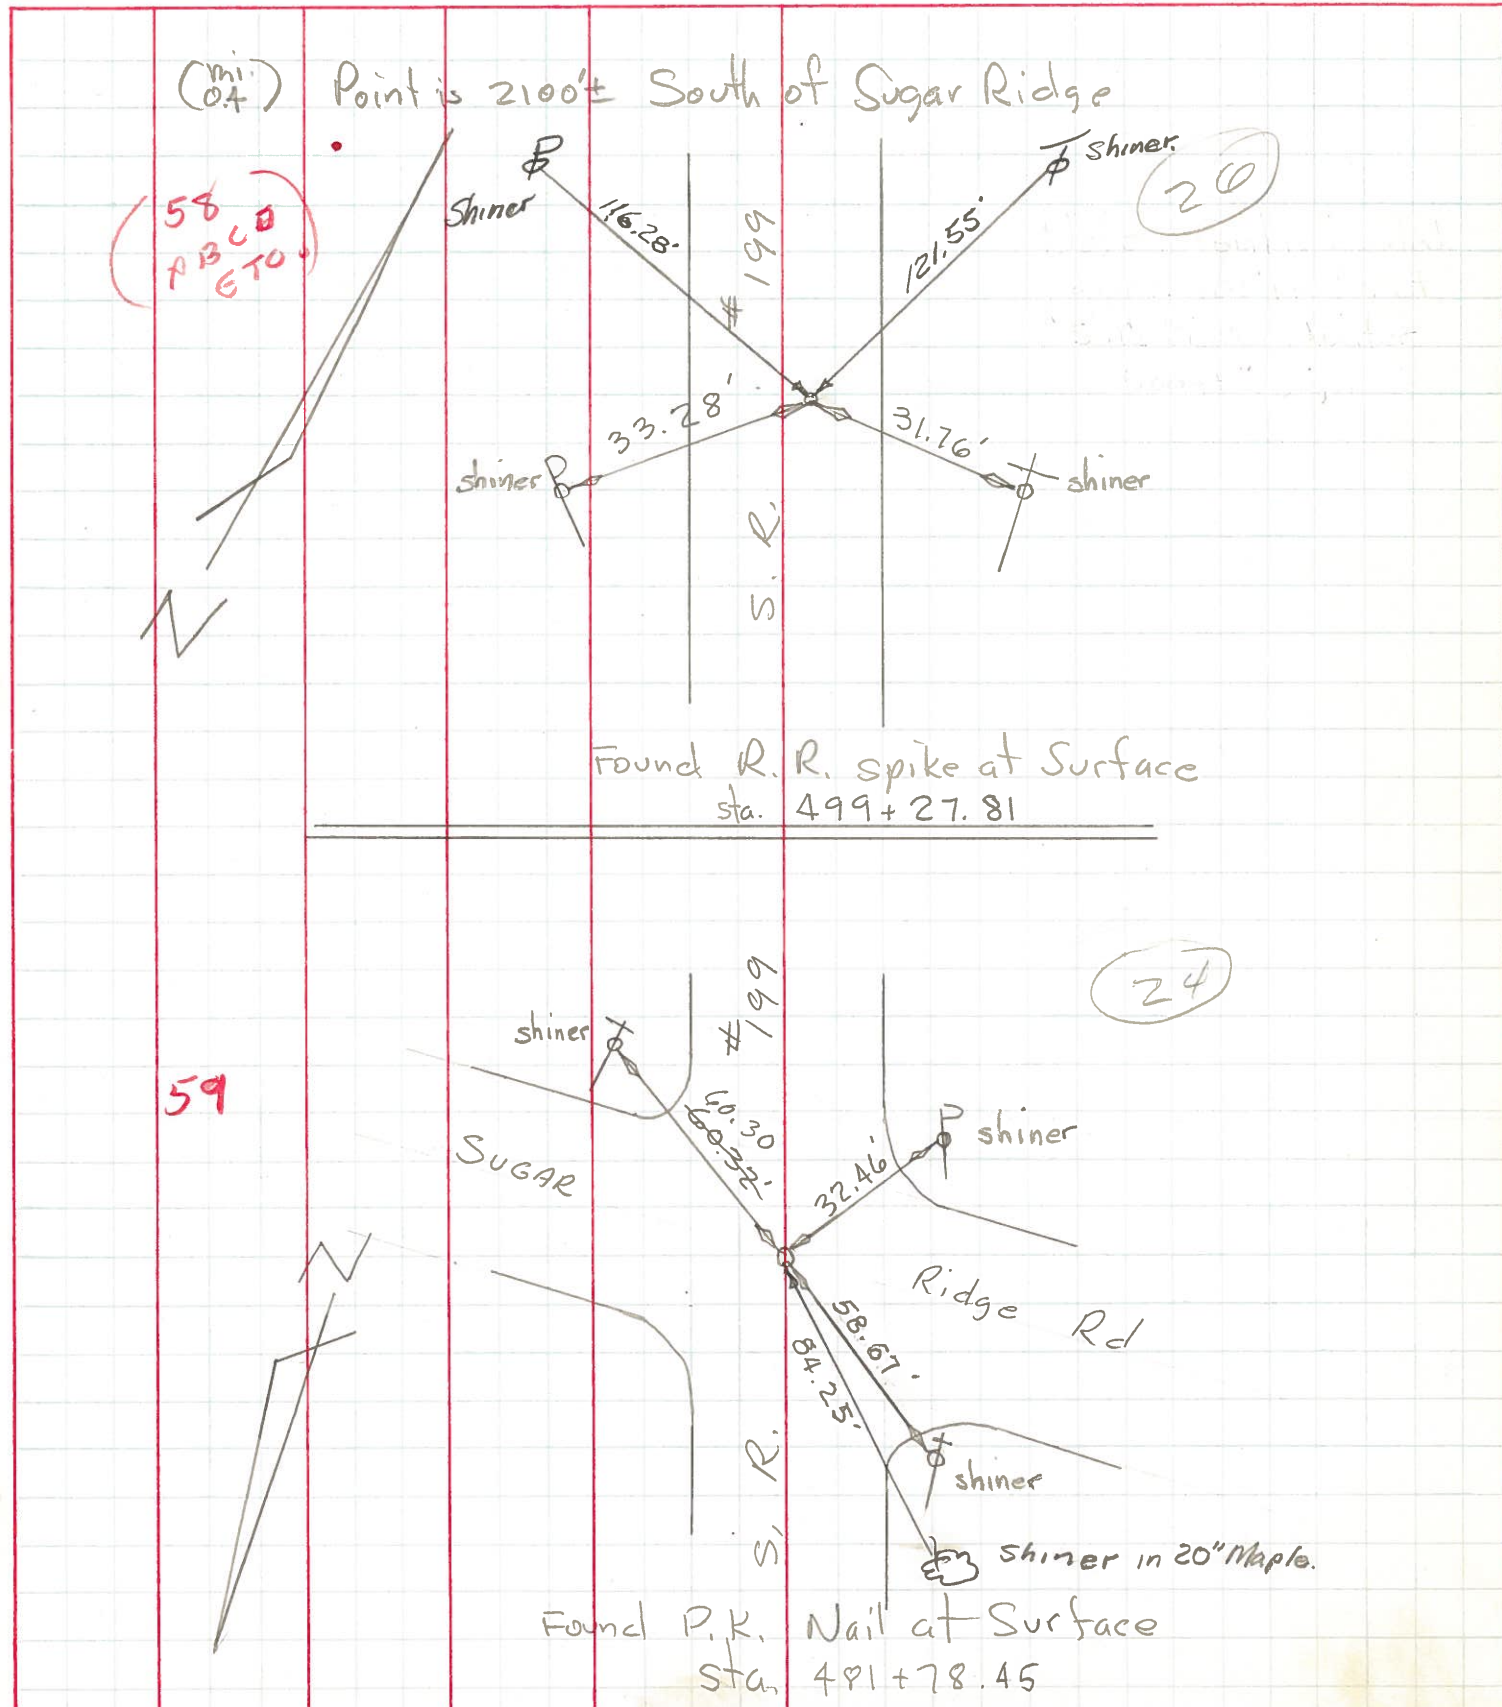 (mi. 0.4) Point is 2100'± South of Sugar Ridge
P
T shiner.
Shiner
26
58
A B C D
E T O
116.28'
# 199
121.55'
33.28'
31.76'
shiner P
T shiner
S. R.
N
Found R.R. spike at Surface
sta. 499+27.81
24
#199
shiner T
59
60.30
60.32'
P shiner
SUGAR
32.46'
N
Ridge Rd
58.67'
84.25'
S. R.
T
shiner
shiner in 20" Maple.
Found P.K. Nail at Surface
sta. 481+78.45